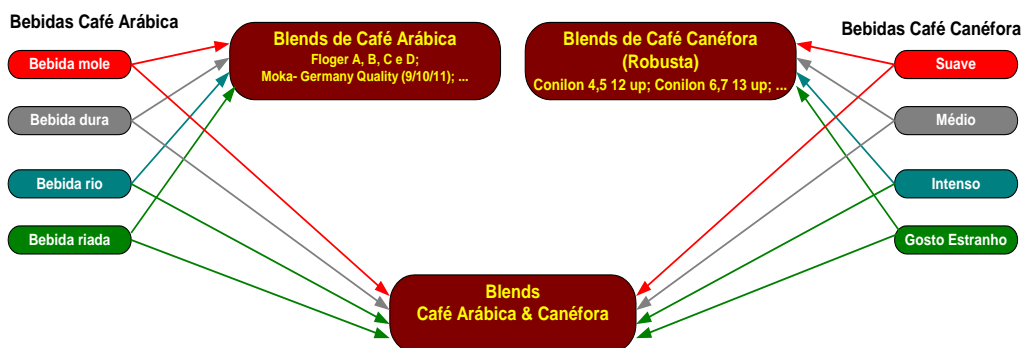 Bebidas Café Arábica
Bebida mole
Bebida dura
Bebida rio
Bebida riada
Blends de Café Arábica
Floger A, B, C e D;
Moka- Germany Quality (9/10/11); ...
Blends de Café Canéfora
(Robusta)
Conilon 4,5 12 up; Conilon 6,7 13 up; ...
Bebidas Café Canéfora
Suave
Médio
Intenso
Gosto Estranho
Blends
Café Arábica & Canéfora